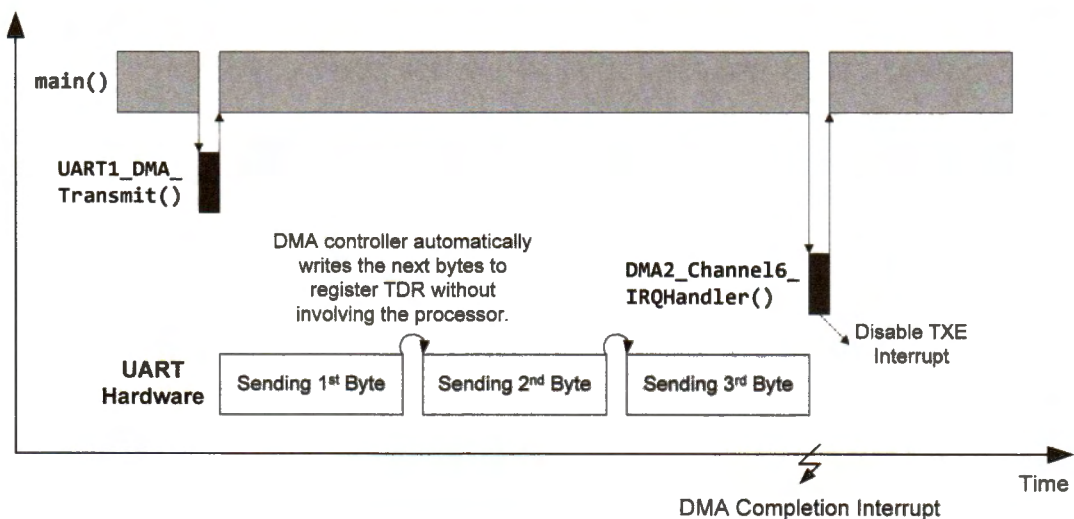 main()
UART1_DMA_
Transmit()
DMA controller automatically
writes the next bytes to
register TDR without
involving the processor.
DMA2_Channel6_
IRQHandler()
Disable TXE
Interrupt
UART
Hardware
Sending 1st Byte
Sending 2nd Byte
Sending 3rd Byte
Time
DMA Completion Interrupt